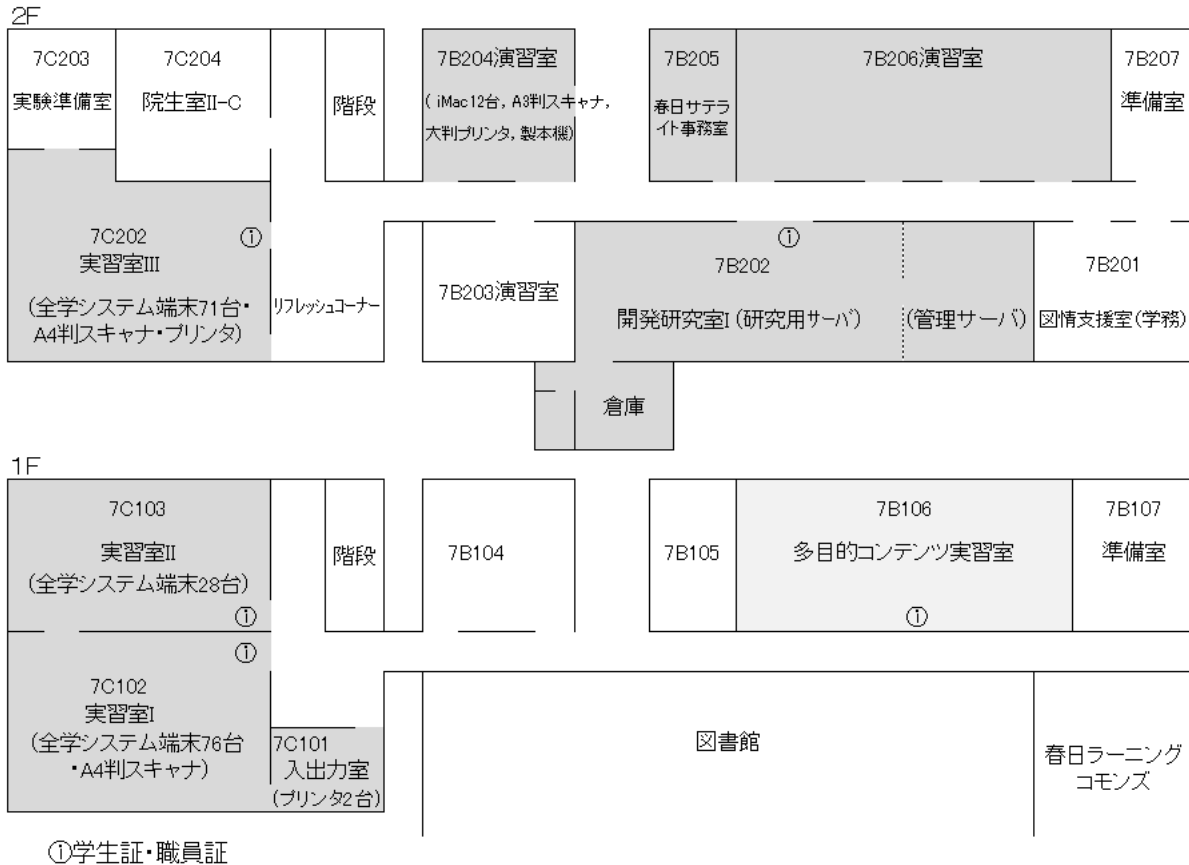 2F
7C203
実験準備室
7C204
院生室II-C
階段
7B204演習室
( iMac12台, A3判スキャナ,
大判プリンタ, 製本機)
7B205
春日サテラ
イト事務室
7B206演習室
7B207
準備室
7C202
実習室III
(全学システム端末71台・
A4判スキャナ・プリンタ)
①
リフレッシュコーナー
7B203演習室
①
7B202
開発研究室I (研究用サーバ)
(管理サーバ)
7B201
図情支援室(学務)
倉庫
1F
7C103
実習室II
(全学システム端末28台)
①
階段
7B104
7B105
7B106
多目的コンテンツ実習室
①
7B107
準備室
①
7C102
実習室I
(全学システム端末76台
・A4判スキャナ)
7C101
入出力室
(プリンタ2台)
図書館
春日ラーニング
コモンズ
①学生証・職員証